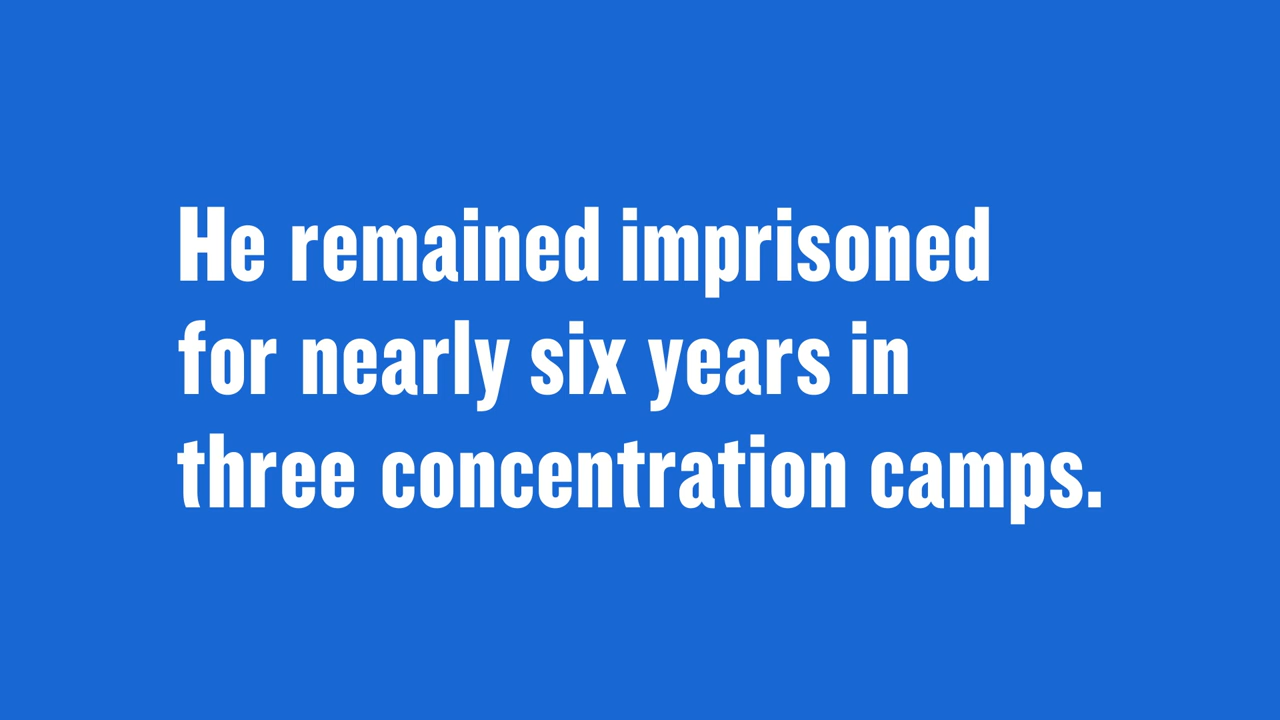 He remained imprisoned
for nearly six years in
three concentration camps.